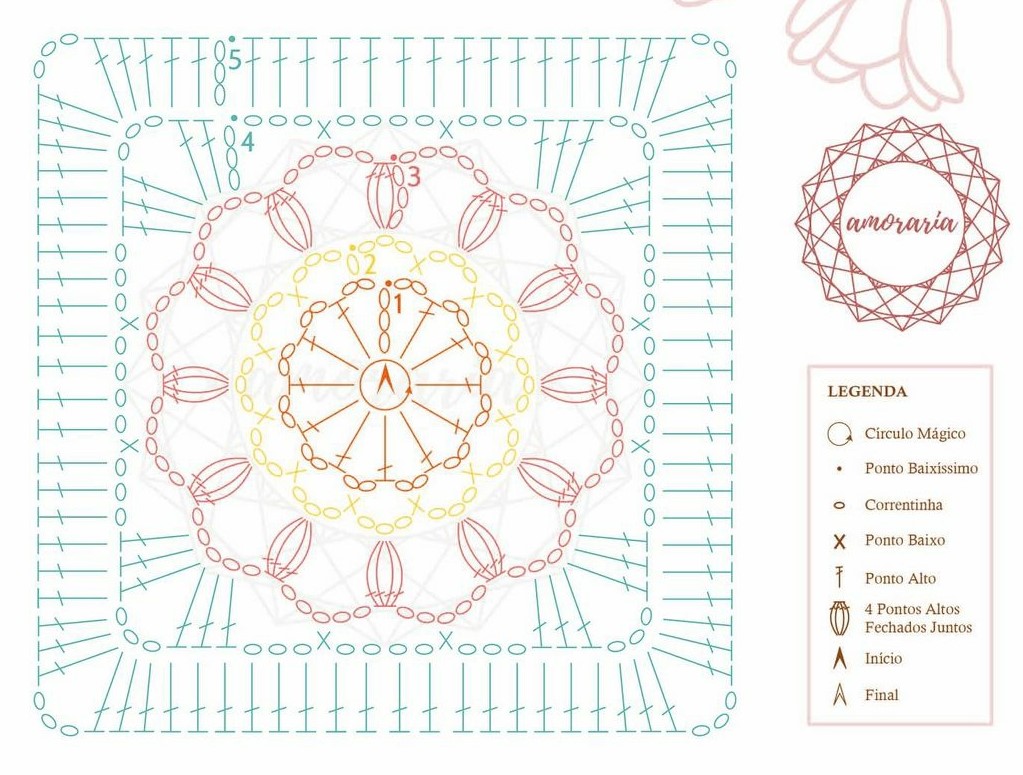 5
4
3
2
1
amoraria
LEGENDA
Circulo Mágico
Ponto Baixíssimo
Correntinha
Ponto Baixo
Ponto Alto
4 Pontos Altos
Fechados Juntos
Início
Final